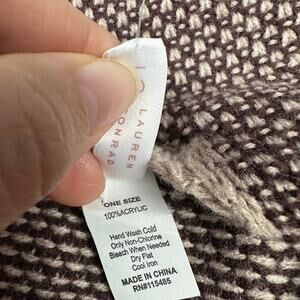 LC
LAUREN
CONRAD
ONE SIZE
100%ACRYLIC
Hand Wash Cold
Only Non-Chlorine
Bleach When Needed
Dry Flat
Cool Iron
MADE IN CHINA
RN#115485